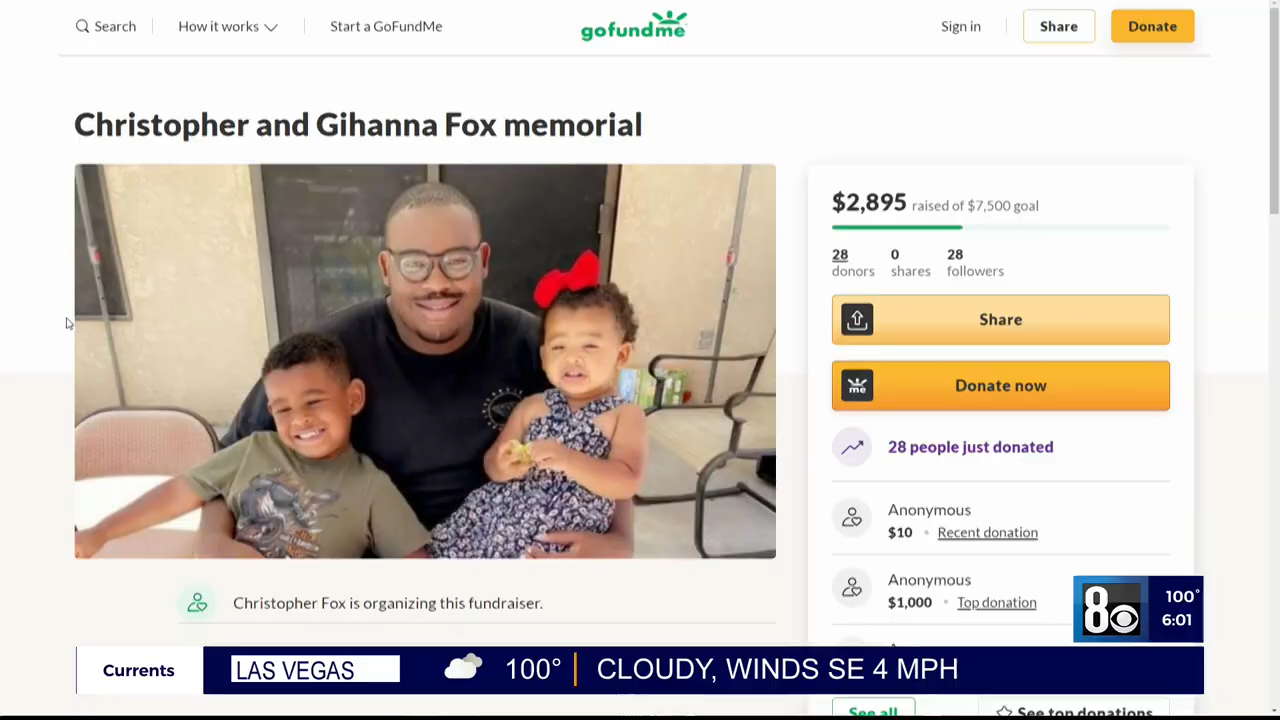 Search
How it works
Start a GoFundMe
gofundme
Sign in
Share
Donate
Christopher and Gihanna Fox memorial
$2,895 raised of $7,500 goal
28 0 28
donors shares followers
Share
me
Donate now
28 people just donated
Anonymous
$10 • Recent donation
Anonymous
$1,000 • Top donation
Christopher Fox is organizing this fundraiser.
8
100°
6:01
Currents
LAS VEGAS
100°
CLOUDY, WINDS SE 4 MPH
See all
See top donations